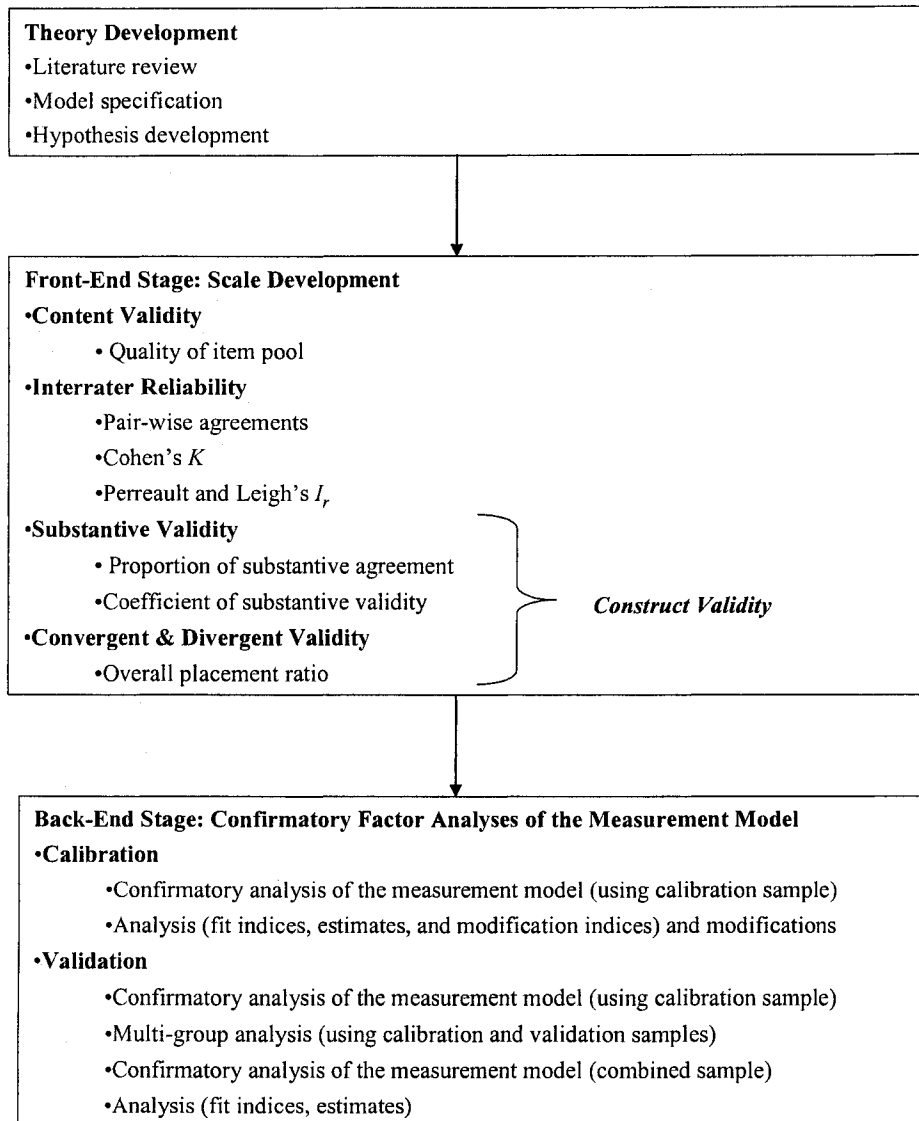 Theory Development
•Literature review
•Model specification
•Hypothesis development
Front-End Stage: Scale Development
•Content Validity
• Quality of item pool
•Interrater Reliability
•Pair-wise agreements
•Cohen's K
•Perreault and Leigh's I_r
•Substantive Validity
• Proportion of substantive agreement
•Coefficient of substantive validity
Construct Validity
•Convergent & Divergent Validity
•Overall placement ratio
Back-End Stage: Confirmatory Factor Analyses of the Measurement Model
•Calibration
•Confirmatory analysis of the measurement model (using calibration sample)
•Analysis (fit indices, estimates, and modification indices) and modifications
•Validation
•Confirmatory analysis of the measurement model (using calibration sample)
•Multi-group analysis (using calibration and validation samples)
•Confirmatory analysis of the measurement model (combined sample)
•Analysis (fit indices, estimates)